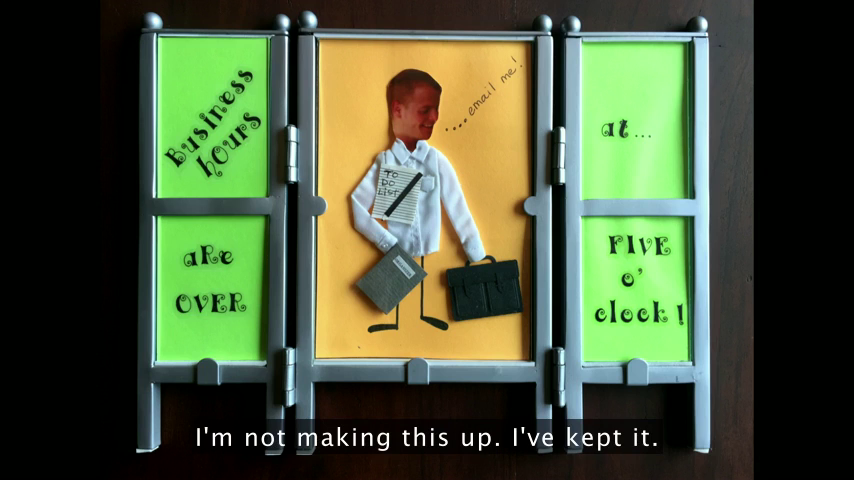 Business
hOURS
aRe
OVER
...email me!
TO
DO
LIST
at...
FIVE
o'
clock!
I'm not making this up. I've kept it.